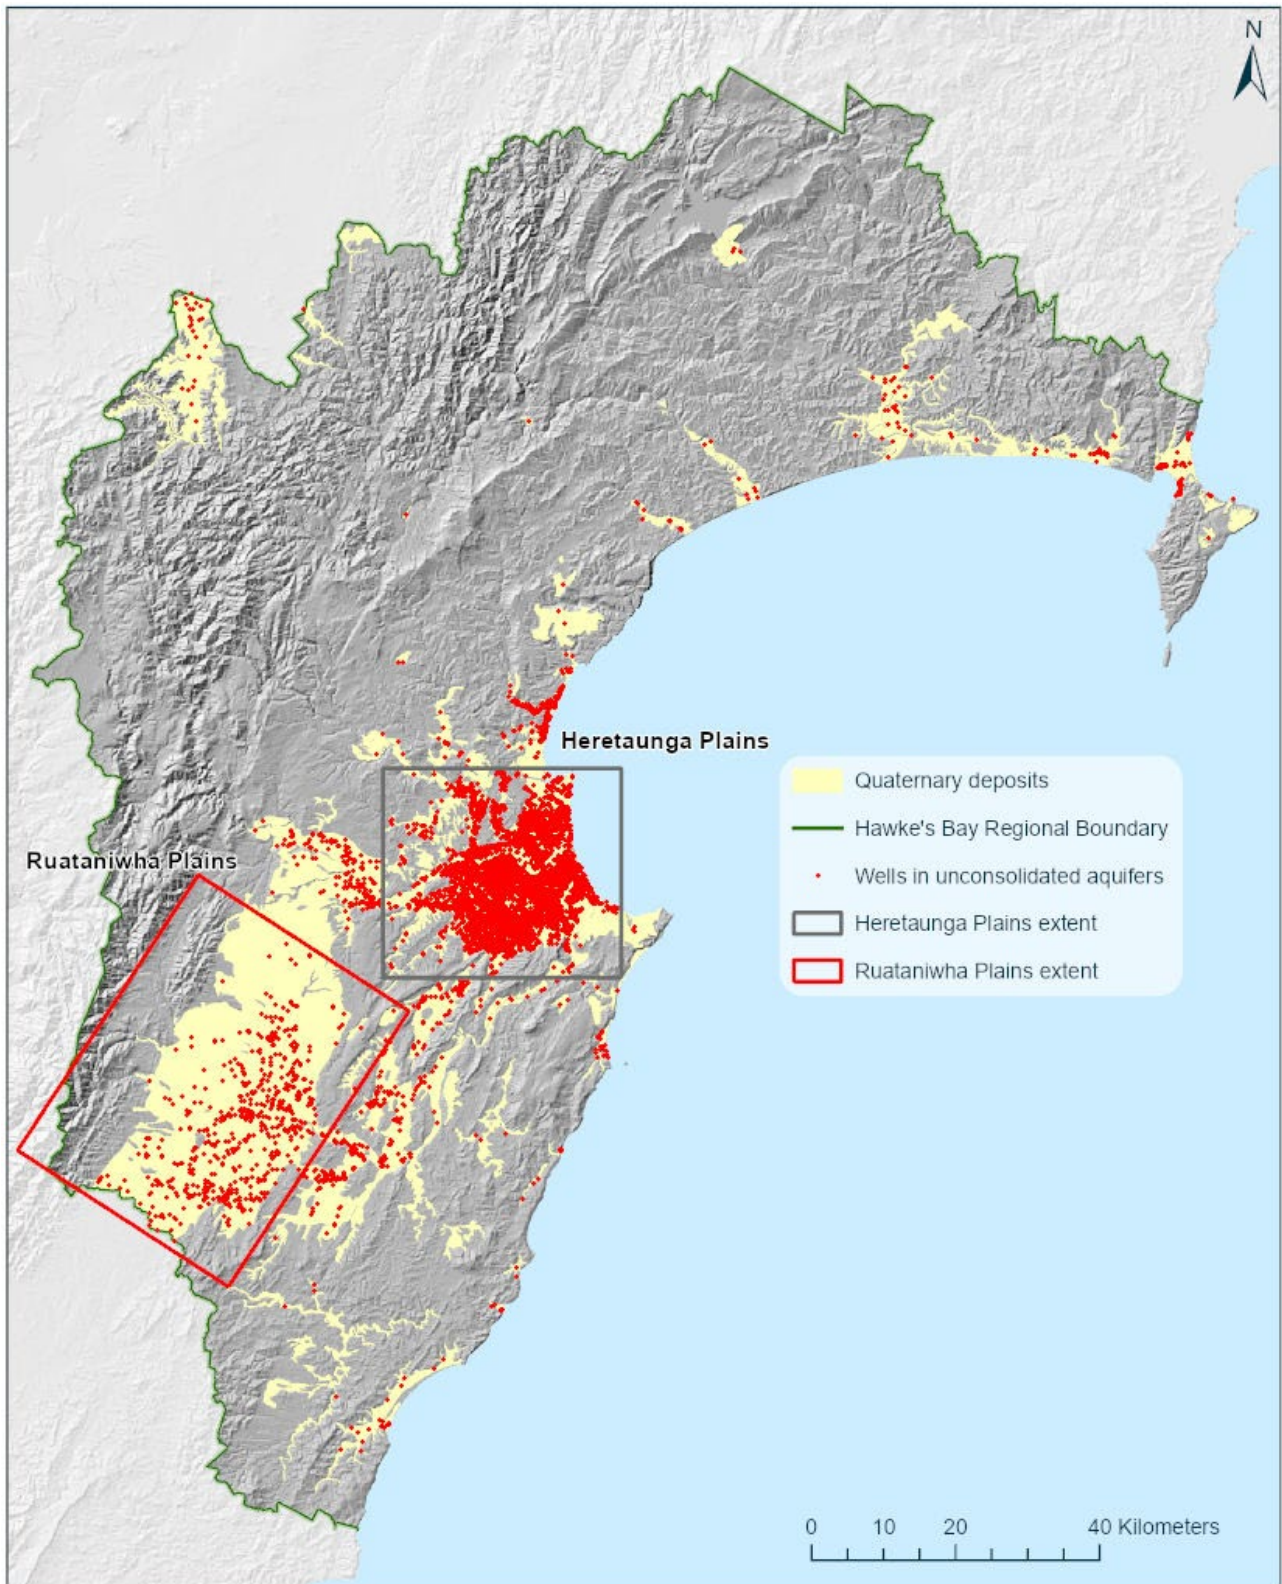 N
Heretaunga Plains
Quaternary deposits
Hawke's Bay Regional Boundary
Ruataniwha Plains
Wells in unconsolidated aquifers
Heretaunga Plains extent
Ruataniwha Plains extent
0 10 20 40 Kilometers